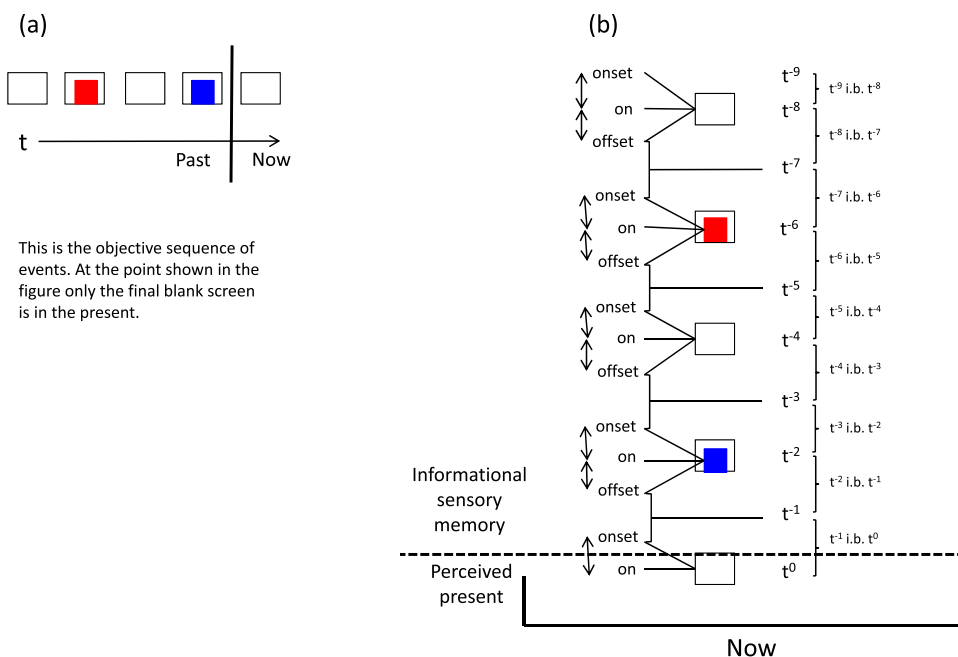 (a)
t
Past
Now
This is the objective sequence of
events. At the point shown in the
figure only the final blank screen
is in the present.
(b)
onset
t⁻⁹
t⁻⁹ i.b. t⁻⁸
on
t⁻⁸
offset
t⁻⁸ i.b. t⁻⁷
t⁻⁷
onset
t⁻⁷ i.b. t⁻⁶
on
t⁻⁶
offset
t⁻⁶ i.b. t⁻⁵
t⁻⁵
onset
t⁻⁵ i.b. t⁻⁴
on
t⁻⁴
offset
t⁻⁴ i.b. t⁻³
t⁻³
onset
t⁻³ i.b. t⁻²
on
t⁻²
offset
t⁻² i.b. t⁻¹
t⁻¹
onset
t⁻¹ i.b. t⁰
on
t⁰
Informational
sensory
memory
Perceived
present
Now